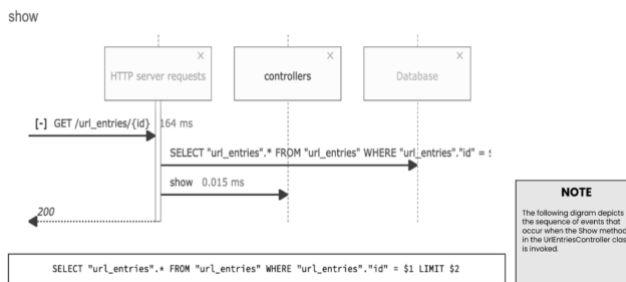 show
HTTP server requests
controllers
Database
[-] GET /url_entries/{id} 164 ms
SELECT "url_entries".* FROM "url_entries" WHERE "url_entries"."id" =
show 0.015 ms
200
SELECT "url_entries".* FROM "url_entries" WHERE "url_entries"."id" = $1 LIMIT $2
NOTE
The following digram depicts
the sequence of events that
occur when the Show method
in the UrlEntriesController clas
is invoked.